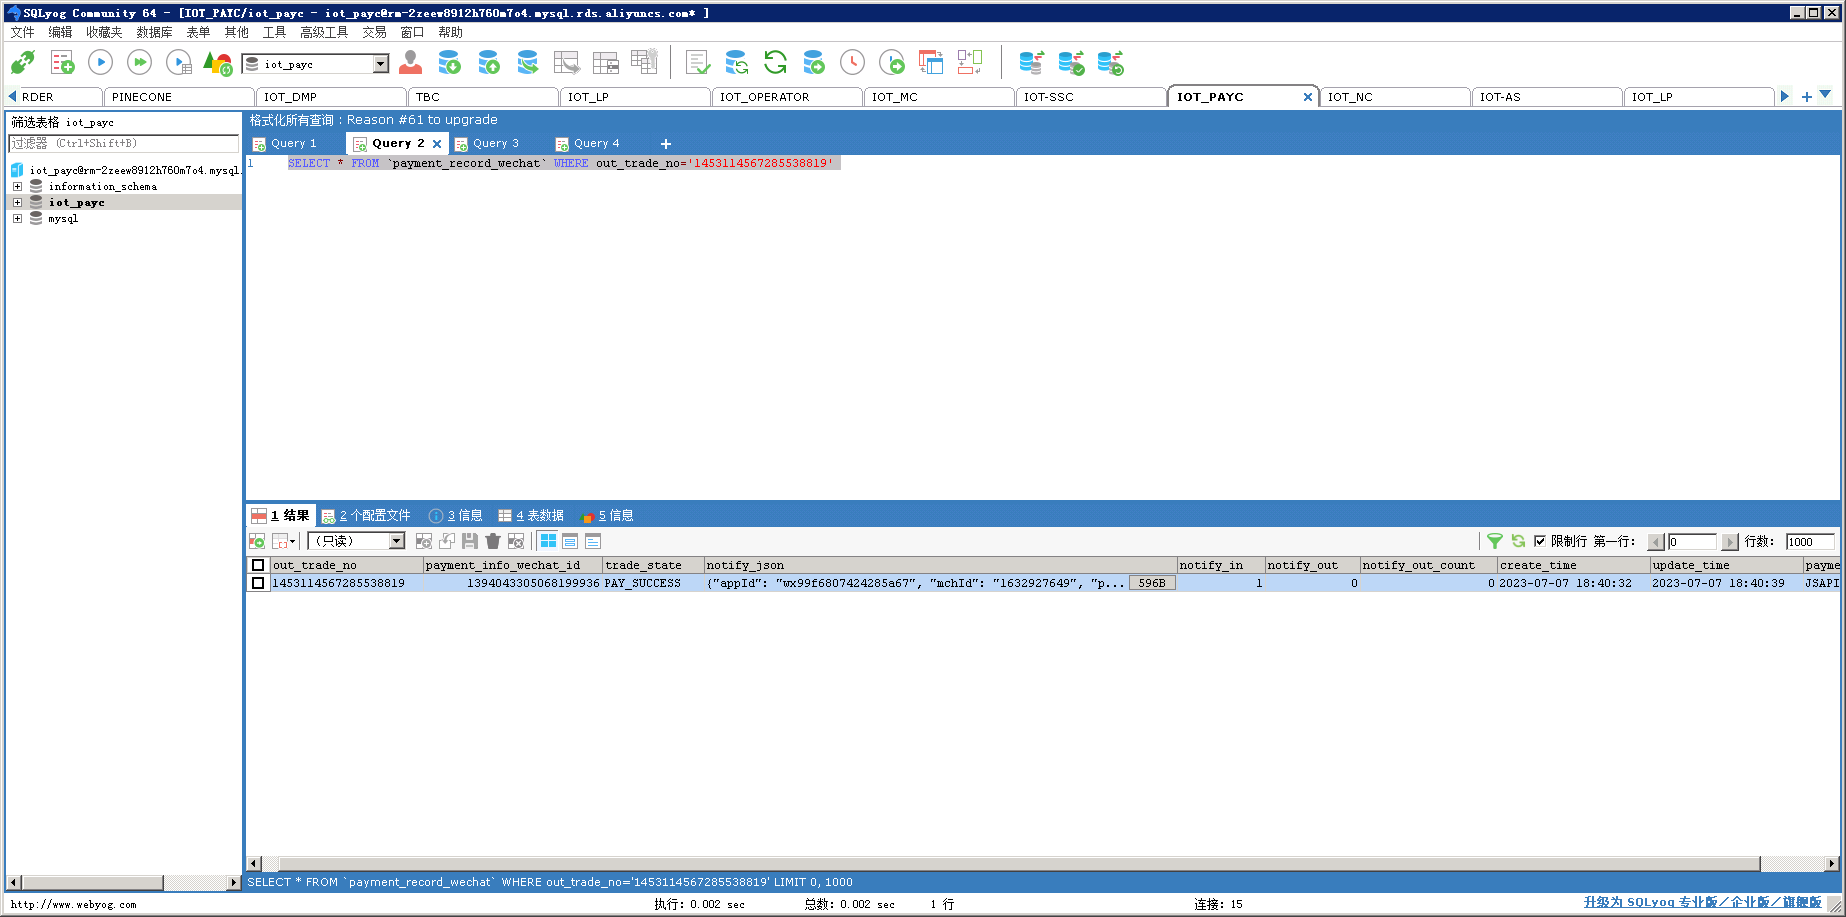 SQLyog Community 64 - [IOT_PAYC/iot_payc - iot_payc@rm-2zeew8912h760m7o4.mysql.rds.aliyuncs.com* ]
文件 编辑 收藏夹 数据库 表单 其他 工具 高级工具 交易 窗口 帮助
iot_payc
RDER PINECONE IOT_DMP TBC IOT_LP IOT_OPERATOR IOT_MC IOT-SSC IOT_PAYC IOT_NC IOT-AS IOT_LP
筛选表格 iot_payc
过滤器 (Ctrl+Shift+B)
iot_payc@rm-2zeew8912h760m7o4.mysql.
information_schema
iot_payc
mysql
格式化所有查询 : Reason #61 to upgrade
Query 1 Query 2 Query 3 Query 4
1 SELECT * FROM `payment_record_wechat` WHERE out_trade_no='1453114567285538819'
1 结果 2 个配置文件 3 信息 4 表数据 5 信息
(只读) 限制行 第一行: 0 行数: 1000
out_trade_no payment_info_wechat_id trade_state notify_json notify_in notify_out notify_out_count create_time update_time payme
1453114567285538819 1394043305068199936 PAY_SUCCESS {"appId": "wx99f6807424285a67", "mchId": "1632927649", "p... 596B 1 0 0 2023-07-07 18:40:32 2023-07-07 18:40:39 JSAPI
SELECT * FROM `payment_record_wechat` WHERE out_trade_no='1453114567285538819' LIMIT 0, 1000
http://www.webyog.com 执行: 0.002 sec 总数: 0.002 sec 1 行 连接: 15 升级为 SQLyog 专业版/企业版/旗舰版